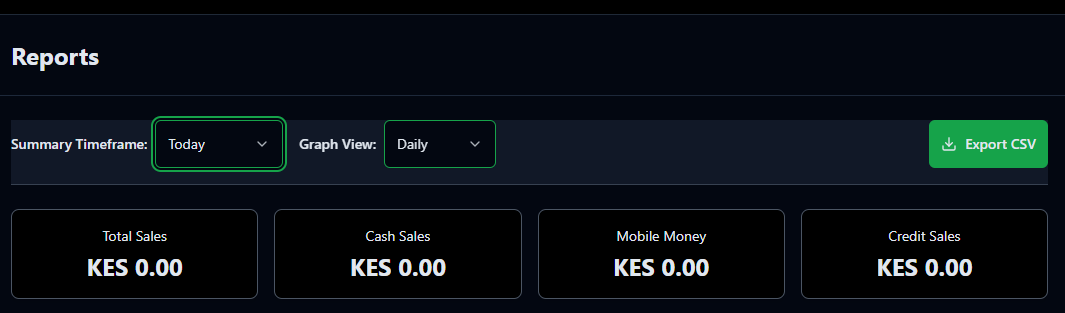 Reports
Summary Timeframe: Today Graph View: Daily Export CSV
Total Sales Cash Sales Mobile Money Credit Sales
KES 0.00 KES 0.00 KES 0.00 KES 0.00